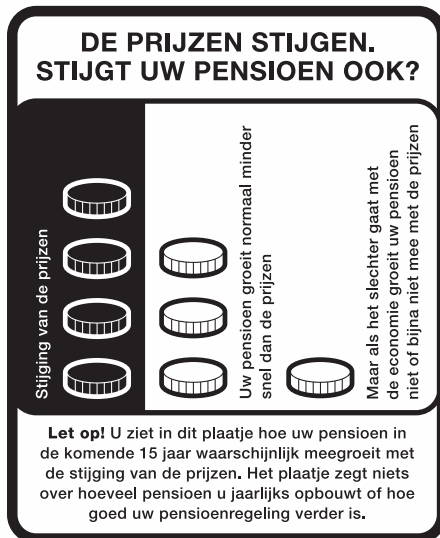 DE PRIJZEN STIJGEN.
STIJGT UW PENSIOEN OOK?
Stijging van de prijzen
Uw pensioen groeit normaal minder
snel dan de prijzen
Maar als het slechter gaat met
de economie groeit uw pensioen
niet of bijna niet mee met de prijzen
Let op! U ziet in dit plaatje hoe uw pensioen in
de komende 15 jaar waarschijnlijk meegroeit met
de stijging van de prijzen. Het plaatje zegt niets
over hoeveel pensioen u jaarlijks opbouwt of hoe
goed uw pensioenregeling verder is.